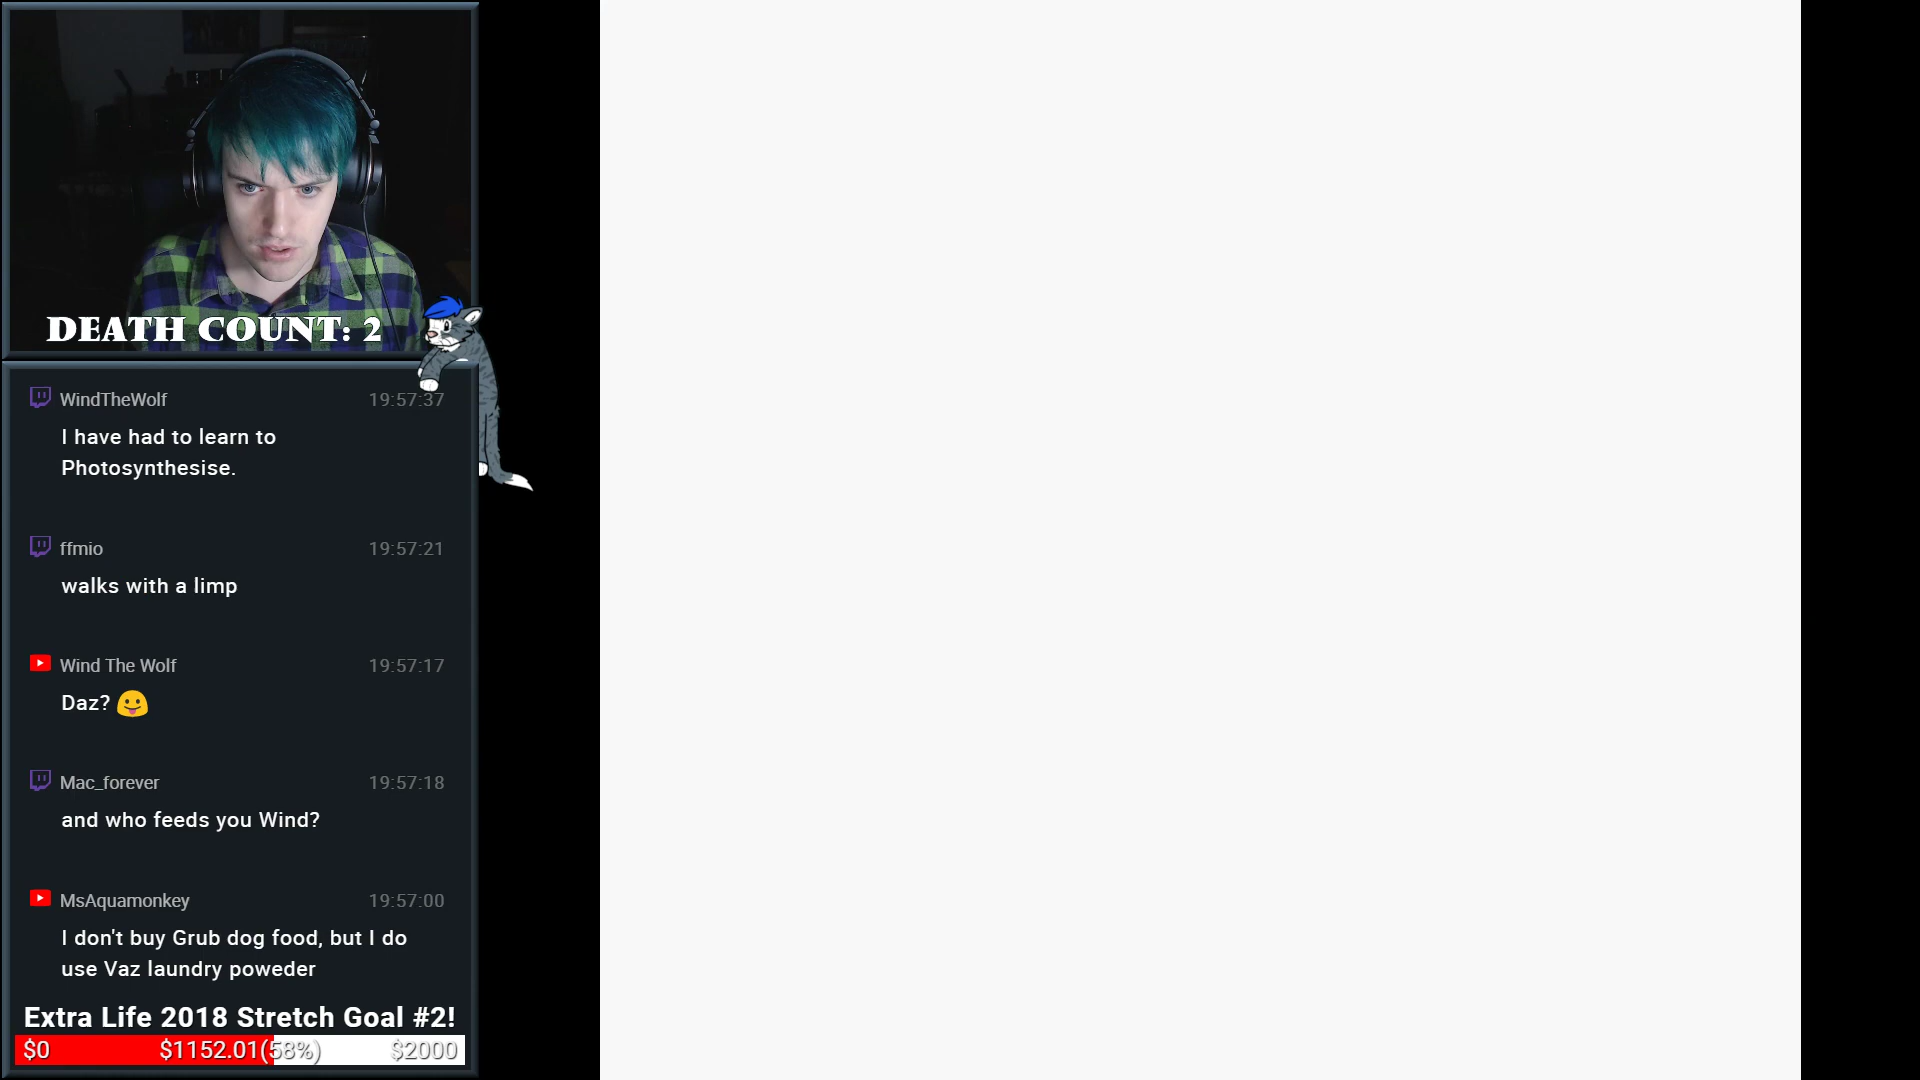 DEATH COUNT: 2
WindTheWolf 19:57:37
I have had to learn to
Photosynthesise.
ffmio 19:57:21
walks with a limp
Wind The Wolf 19:57:17
Daz?
Mac_forever 19:57:18
and who feeds you Wind?
MsAquamonkey 19:57:00
I don't buy Grub dog food, but I do
use Vaz laundry poweder
Extra Life 2018 Stretch Goal #2!
$0 $1152.01(58%) $2000